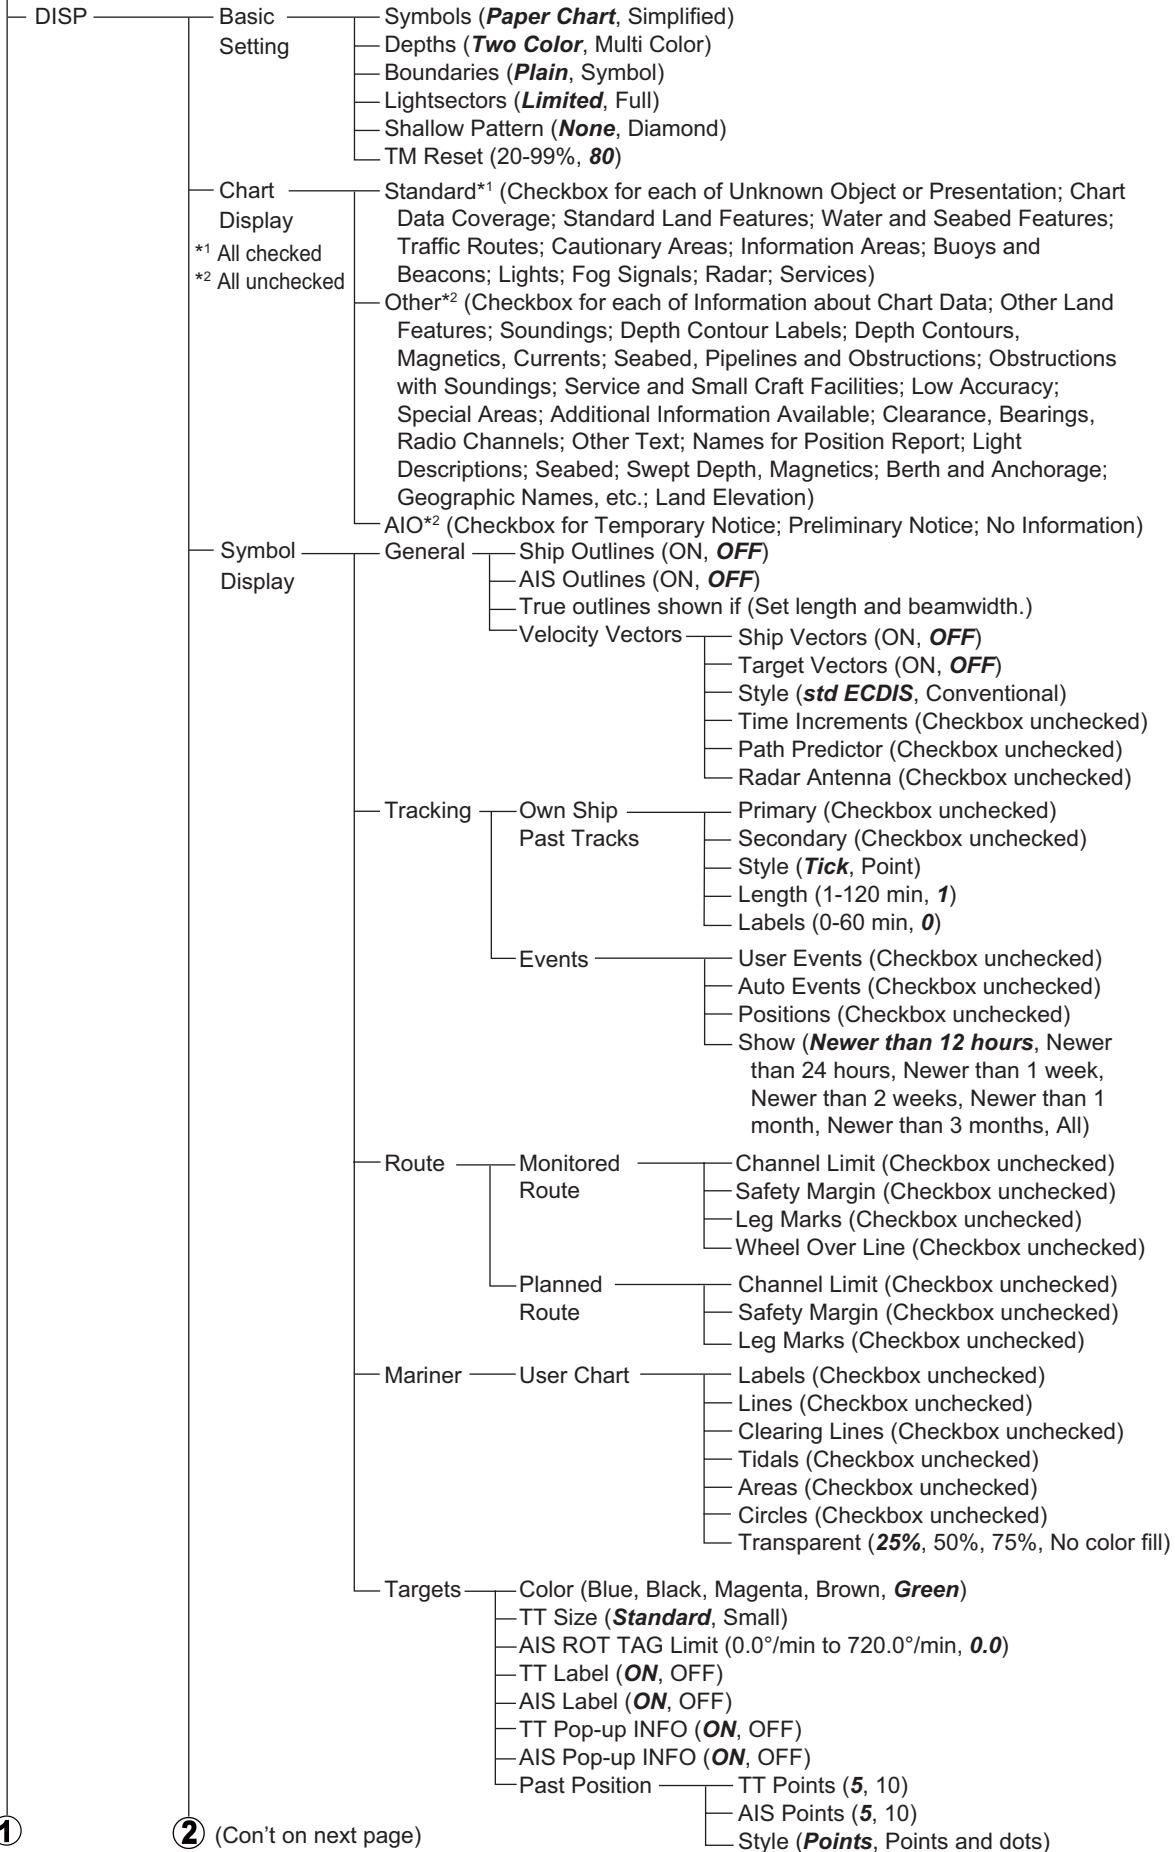 DISP
Basic
Setting
Symbols (Paper Chart, Simplified)
Depths (Two Color, Multi Color)
Boundaries (Plain, Symbol)
Lightsectors (Limited, Full)
Shallow Pattern (None, Diamond)
TM Reset (20-99%, 80)
Chart
Display
*1 All checked
*2 All unchecked
Standard*1 (Checkbox for each of Unknown Object or Presentation; Chart
Data Coverage; Standard Land Features; Water and Seabed Features;
Traffic Routes; Cautionary Areas; Information Areas; Buoys and
Beacons; Lights; Fog Signals; Radar; Services)
Other*2 (Checkbox for each of Information about Chart Data; Other Land
Features; Soundings; Depth Contour Labels; Depth Contours,
Magnetics, Currents; Seabed, Pipelines and Obstructions; Obstructions
with Soundings; Service and Small Craft Facilities; Low Accuracy;
Special Areas; Additional Information Available; Clearance, Bearings,
Radio Channels; Other Text; Names for Position Report; Light
Descriptions; Seabed; Swept Depth, Magnetics; Berth and Anchorage;
Geographic Names, etc.; Land Elevation)
AIO*2 (Checkbox for Temporary Notice; Preliminary Notice; No Information)
Symbol
Display
General
Ship Outlines (ON, OFF)
AIS Outlines (ON, OFF)
True outlines shown if (Set length and beamwidth.)
Velocity Vectors
Ship Vectors (ON, OFF)
Target Vectors (ON, OFF)
Style (std ECDIS, Conventional)
Time Increments (Checkbox unchecked)
Path Predictor (Checkbox unchecked)
Radar Antenna (Checkbox unchecked)
Tracking
Own Ship
Past Tracks
Primary (Checkbox unchecked)
Secondary (Checkbox unchecked)
Style (Tick, Point)
Length (1-120 min, 1)
Labels (0-60 min, 0)
Events
User Events (Checkbox unchecked)
Auto Events (Checkbox unchecked)
Positions (Checkbox unchecked)
Show (Newer than 12 hours, Newer
than 24 hours, Newer than 1 week,
Newer than 2 weeks, Newer than 1
month, Newer than 3 months, All)
Route
Monitored
Route
Channel Limit (Checkbox unchecked)
Safety Margin (Checkbox unchecked)
Leg Marks (Checkbox unchecked)
Wheel Over Line (Checkbox unchecked)
Planned
Route
Channel Limit (Checkbox unchecked)
Safety Margin (Checkbox unchecked)
Leg Marks (Checkbox unchecked)
Mariner
User Chart
Labels (Checkbox unchecked)
Lines (Checkbox unchecked)
Clearing Lines (Checkbox unchecked)
Tidals (Checkbox unchecked)
Areas (Checkbox unchecked)
Circles (Checkbox unchecked)
Transparent (25%, 50%, 75%, No color fill)
Targets
Color (Blue, Black, Magenta, Brown, Green)
TT Size (Standard, Small)
AIS ROT TAG Limit (0.0°/min to 720.0°/min, 0.0)
TT Label (ON, OFF)
AIS Label (ON, OFF)
TT Pop-up INFO (ON, OFF)
AIS Pop-up INFO (ON, OFF)
Past Position
TT Points (5, 10)
AIS Points (5, 10)
Style (Points, Points and dots)
1
2 (Con't on next page)